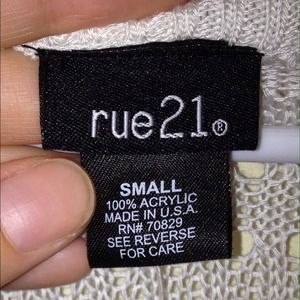 rue21®
SMALL
100% ACRYLIC
MADE IN U.S.A.
RN# 70829
SEE REVERSE
FOR CARE